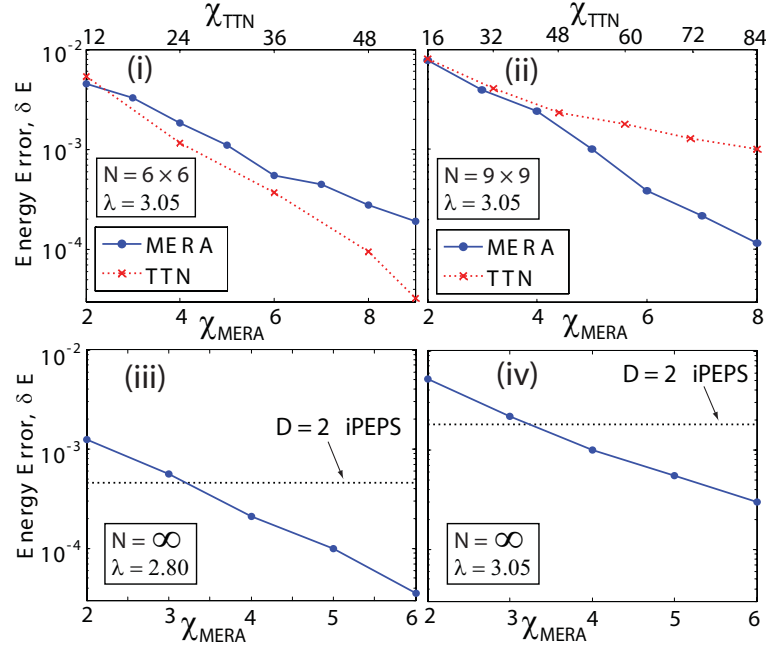 χTTN χTTN
12 24 36 48 16 32 48 60 72 84
10-2
(i) (ii)
10-3
N = 6 × 6
λ = 3.05
N = 9 × 9
λ = 3.05
10-4
MERA
TTN
MERA
TTN
Energy Error, δ E
2 4 6 8 2 4 6 8
χMERA χMERA
10-2
(iii) (iv)
D = 2 iPEPS
10-3
D = 2 iPEPS
10-4
N = ∞
λ = 2.80
N = ∞
λ = 3.05
Energy Error, δ E
2 3 4 5 6 2 3 4 5 6
χMERA χMERA